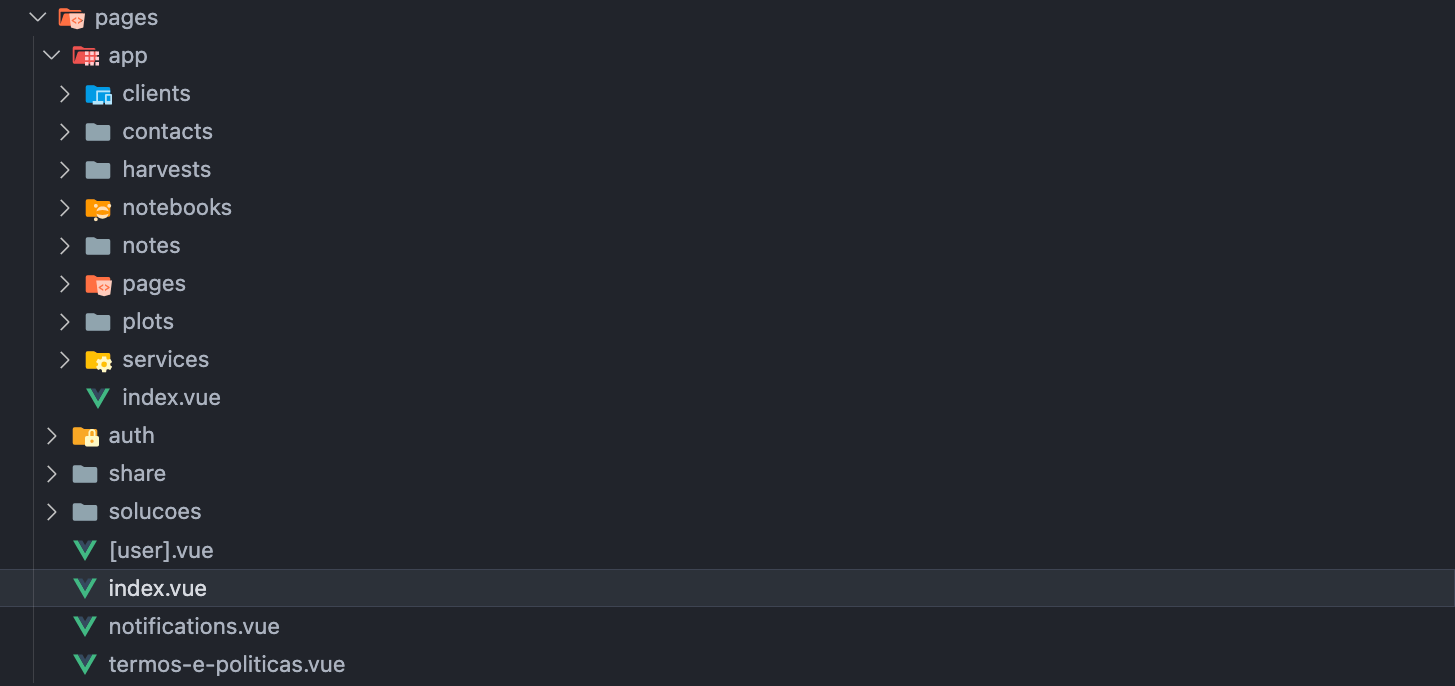 pages
app
clients
contacts
harvests
notebooks
notes
pages
plots
services
index.vue
auth
share
solucoes
[user].vue
index.vue
notifications.vue
termos-e-politicas.vue